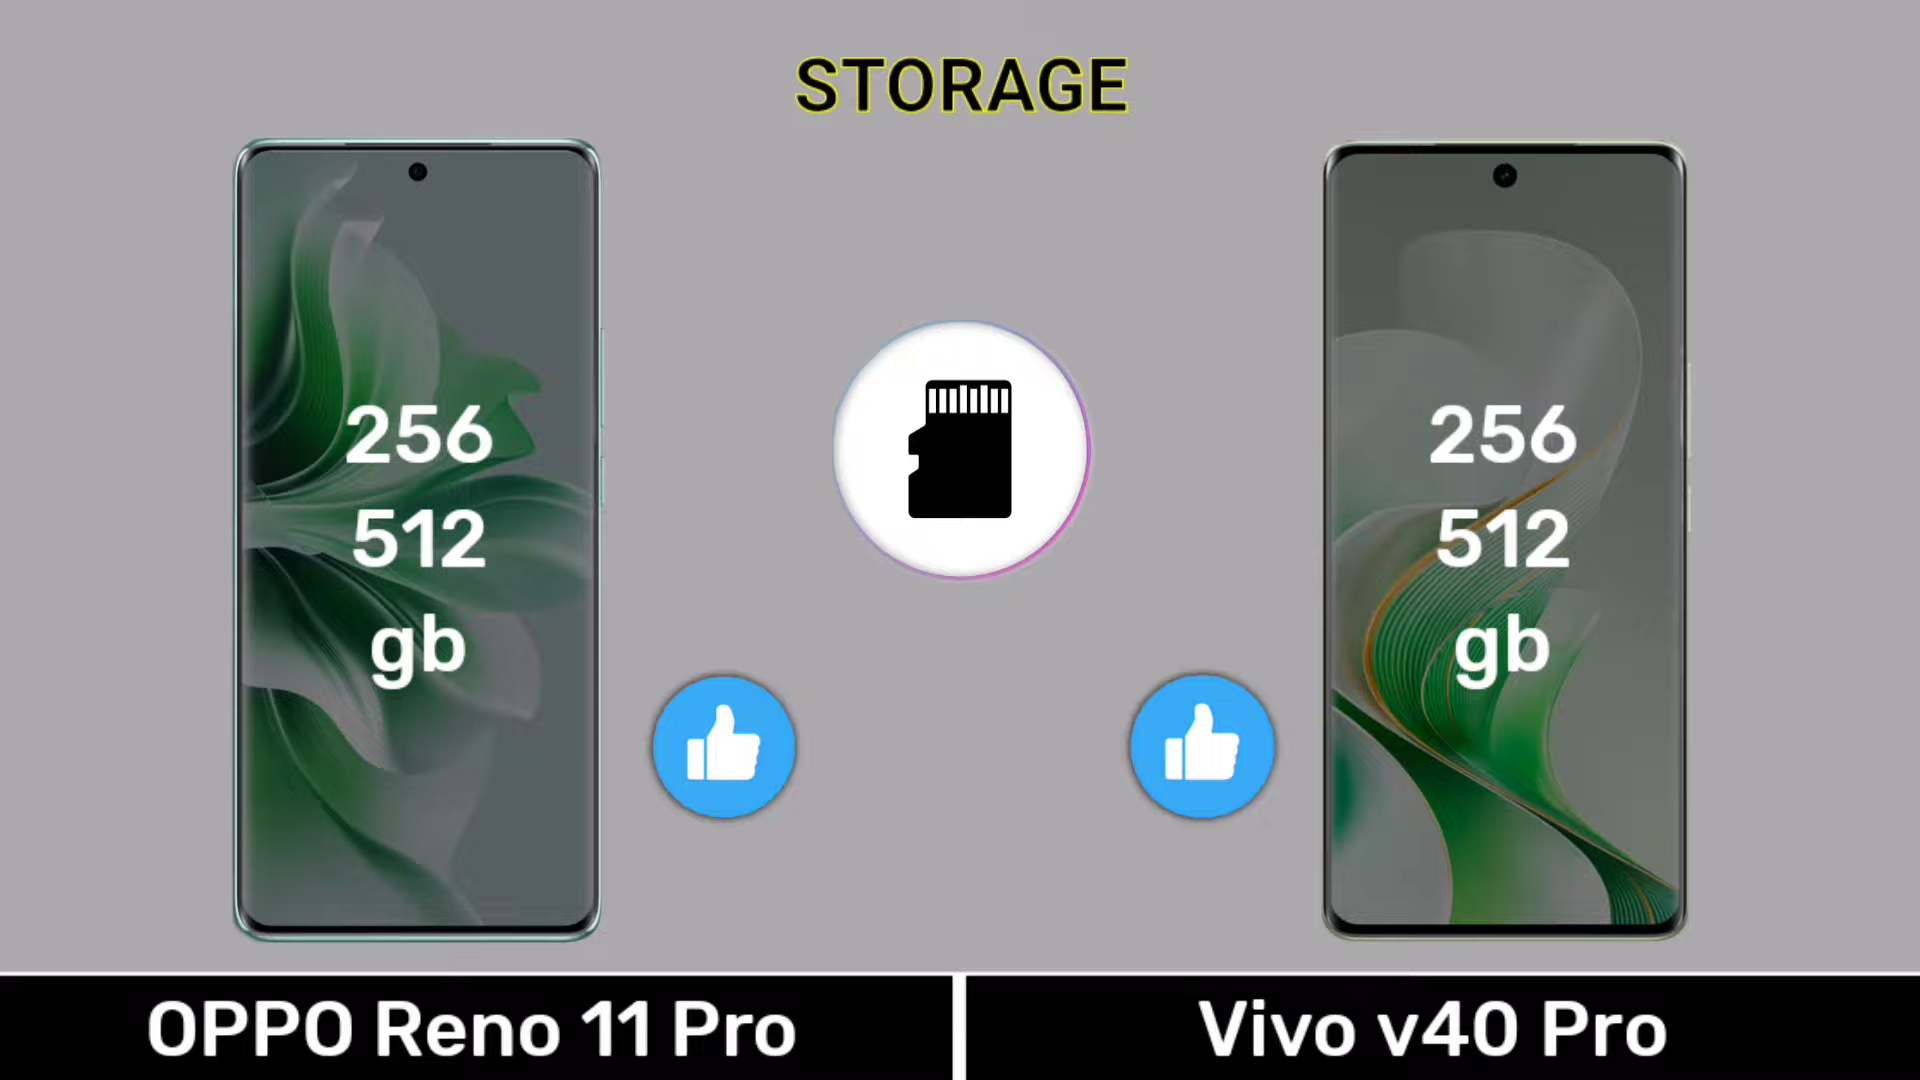 STORAGE
256
512
gb
256
512
gb
OPPO Reno 11 Pro
Vivo v40 Pro